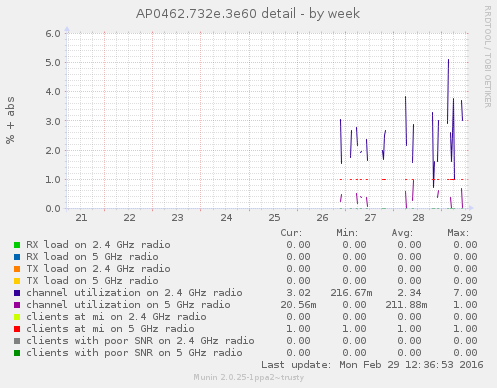 AP0462.732e.3e60 detail - by week
RRDTOOL / TOBI OETIKER
% + abs
6.0
5.0
4.0
3.0
2.0
1.0
0.0
21 22 23 24 25 26 27 28 29
Cur: Min: Avg: Max:
RX load on 2.4 GHz radio 0.00 0.00 0.00 0.00
RX load on 5 GHz radio 0.00 0.00 0.00 0.00
TX load on 2.4 GHz radio 0.00 0.00 0.00 0.00
TX load on 5 GHz radio 0.00 0.00 0.00 0.00
channel utilization on 2.4 GHz radio 3.02 216.67m 2.34 7.00
channel utilization on 5 GHz radio 20.56m 0.00 211.88m 1.00
clients at mi on 2.4 GHz radio 0.00 0.00 0.00 0.00
clients at mi on 5 GHz radio 1.00 1.00 1.00 1.00
clients with poor SNR on 2.4 GHz radio 0.00 0.00 0.00 0.00
clients with poor SNR on 5 GHz radio 0.00 0.00 0.00 0.00
Last update: Mon Feb 29 12:36:53 2016
Munin 2.0.25-1ppa2~trusty